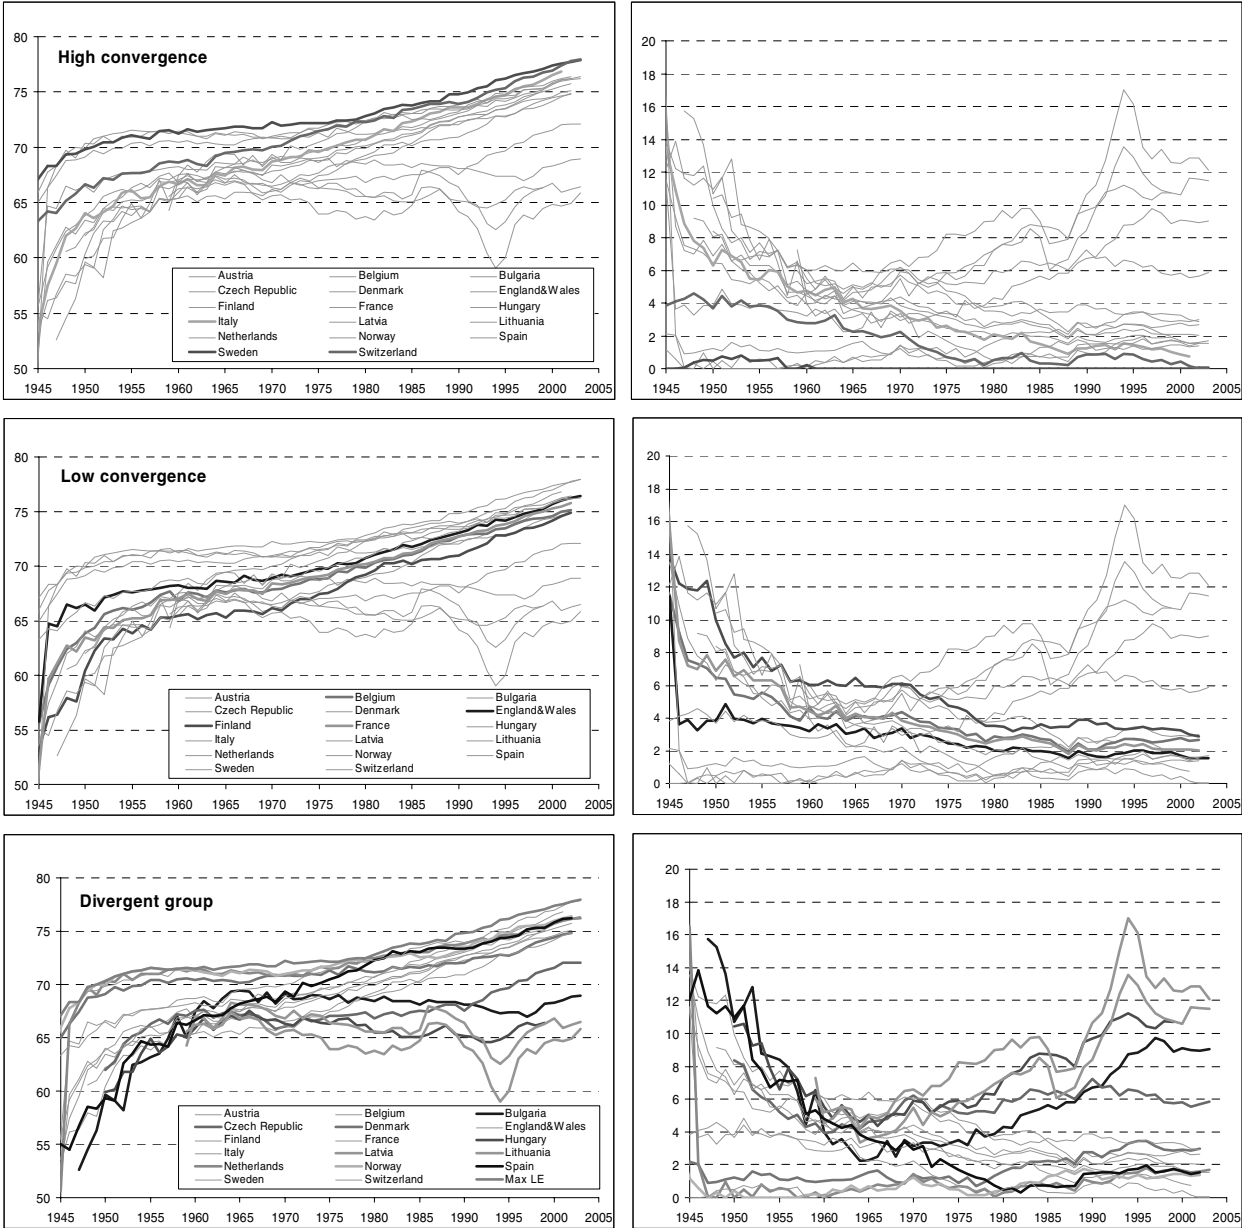 High convergence
80
75
70
65
60
55
50
Austria Belgium Bulgaria
Czech Republic Denmark England&Wales
Finland France Hungary
Italy Latvia Lithuania
Netherlands Norway Spain
Sweden Switzerland
1945 1950 1955 1960 1965 1970 1975 1980 1985 1990 1995 2000 2005
20
18
16
14
12
10
8
6
4
2
0
1945 1950 1955 1960 1965 1970 1975 1980 1985 1990 1995 2000 2005
Low convergence
80
75
70
65
60
55
50
Austria Belgium Bulgaria
Czech Republic Denmark England&Wales
Finland France Hungary
Italy Latvia Lithuania
Netherlands Norway Spain
Sweden Switzerland
1945 1950 1955 1960 1965 1970 1975 1980 1985 1990 1995 2000 2005
20
18
16
14
12
10
8
6
4
2
0
1945 1950 1955 1960 1965 1970 1975 1980 1985 1990 1995 2000 2005
Divergent group
80
75
70
65
60
55
50
Austria Belgium Bulgaria
Czech Republic Denmark England&Wales
Finland France Hungary
Italy Latvia Lithuania
Netherlands Norway Spain
Sweden Switzerland Max LE
1945 1950 1955 1960 1965 1970 1975 1980 1985 1990 1995 2000 2005
20
18
16
14
12
10
8
6
4
2
0
1945 1950 1955 1960 1965 1970 1975 1980 1985 1990 1995 2000 2005